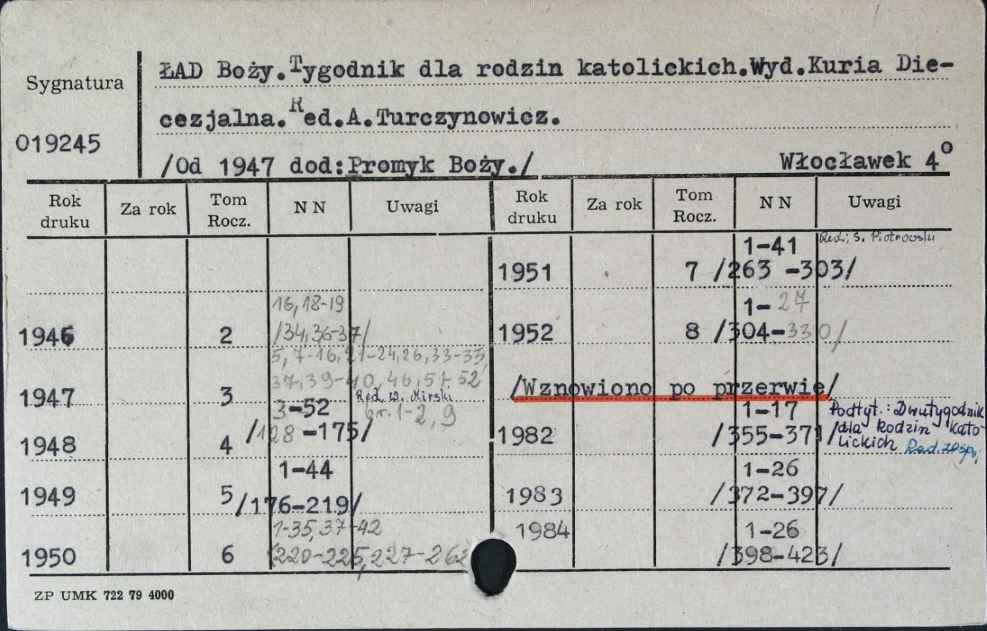 Sygnatura
019245
ŁAD Boży.Tygodnik dla rodzin katolickich.Wyd.Kuria Die-
cezjalna.Red.A.Turczynowicz.
/Od 1947 dod:Promyk Boży./ Włocławek 4°
Rok druku Za rok Tom Rocz. NN Uwagi Rok druku Za rok Tom Rocz. NN Uwagi
16,18-19
1946 2 /34,36-37/
5,7-16,21-24,26,33-35,
37,39-40,46,51-52
1947 3 Red. W. Mirski
3-52 1-2,9
1948 4 /128-175/
1-44
1949 5 /176-219/
1-35,37-42
1950 6 /220-225,227-262
1-41 Red.; S. Piotrowski
1951 7 /263-303/
1-27
1952 8 /304-330/
/Wznowiono po przerwie/
1-17 Podtyt.: Dwutygodnik
1982 /355-371/ dla Rodzin Kato-
lickich
1-26
1983 /372-397/
1984 1-26
/398-423/
ZP UMK 722 79 4000